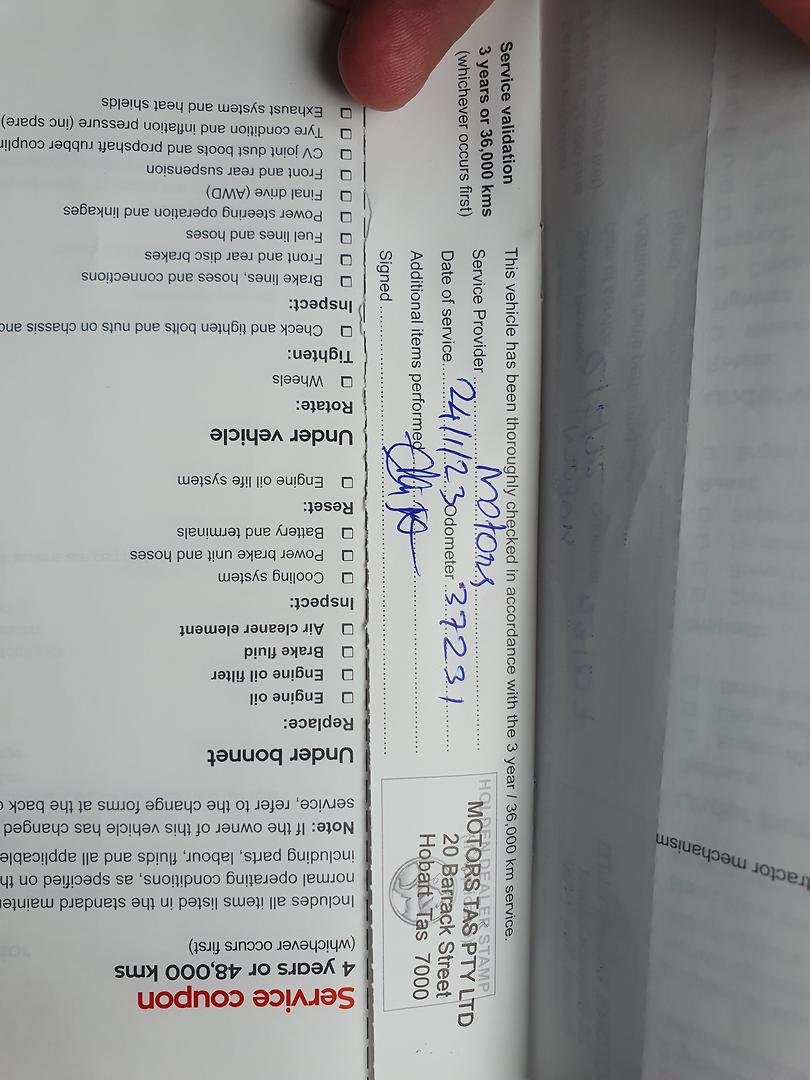 Service validation
3 years or 36,000 kms
(whichever occurs first)
This vehicle has been thoroughly checked in accordance with the 3 year / 36,000 km service.
Service Provider Motors
Date of service 24/1/23 Odometer 37231
Additional items performed
Signed
HOLDEN DEALER STAMP
MOTORS TAS PTY LTD
20 Barrack Street
Hobart Tas 7000
Service coupon
4 years or 48,000 kms
(whichever occurs first)
Includes all items listed in the standard
normal operating conditions, as specified on
including parts, labour, fluids and all
Note: If the owner of this vehicle has changed
service, refer to the change forms at the back
Under bonnet
Replace:
Engine oil
Engine oil filter
Brake fluid
Air cleaner element
Inspect:
Cooling system
Power brake unit and hoses
Battery and terminals
Reset:
Engine oil life system
Under vehicle
Rotate:
Wheels
Tighten:
Check and tighten bolts and nuts on chassis
Inspect:
Brake lines, hoses and connections
Front and rear disc brakes
Fuel lines and hoses
Power steering operation and linkages
Final drive (AWD)
Front and rear suspension
CV joint dust boots and propshaft rubber
Tyre condition and inflation pressure (inc spare)
Exhaust system and heat shields
mechanism